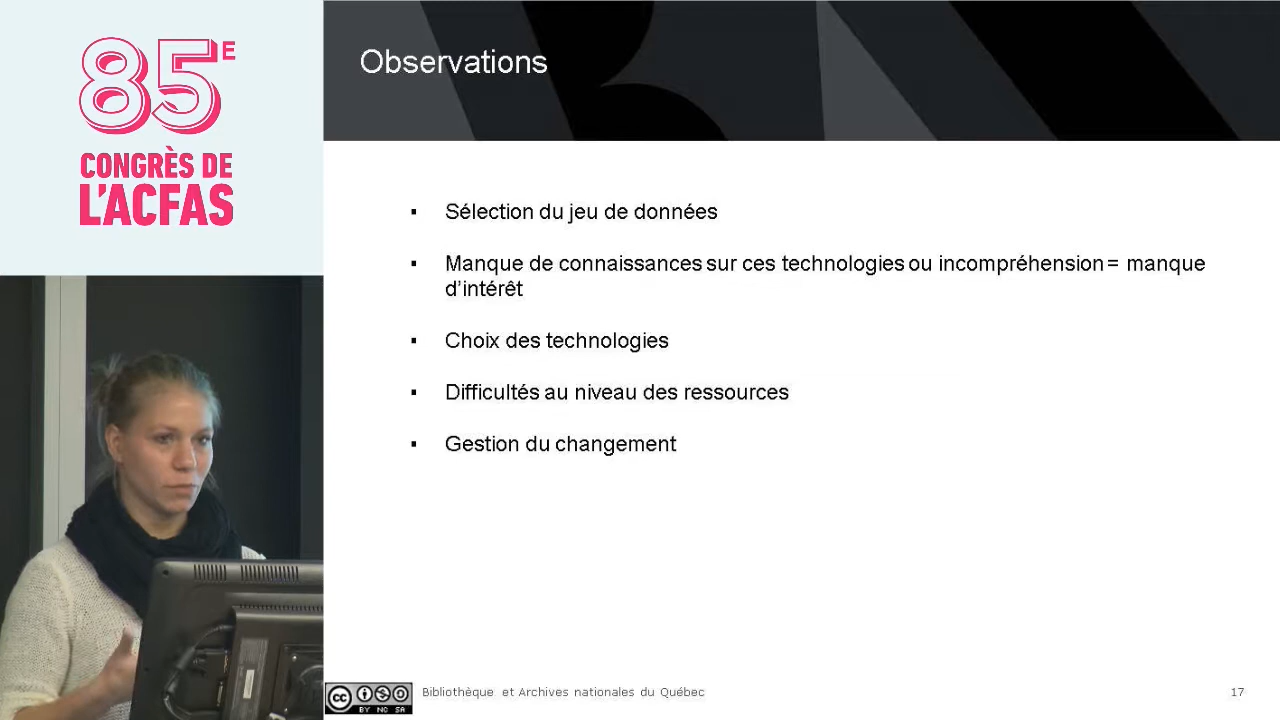 85E
CONGRÈS DE
L'ACFAS
Observations
▪ Sélection du jeu de données
▪ Manque de connaissances sur ces technologies ou incompréhension = manque
d'intérêt
▪ Choix des technologies
▪ Difficultés au niveau des ressources
▪ Gestion du changement
cc
BY NC SA
Bibliothèque et Archives nationales du Québec
17